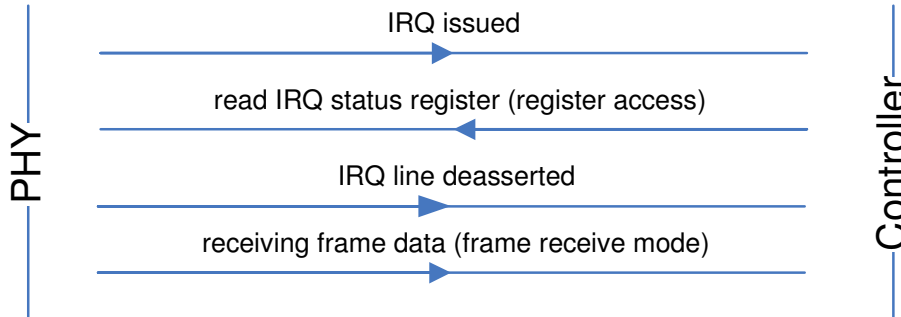 IRQ issued
read IRQ status register (register access)
IRQ line deasserted
receiving frame data (frame receive mode)
PHY
Controller